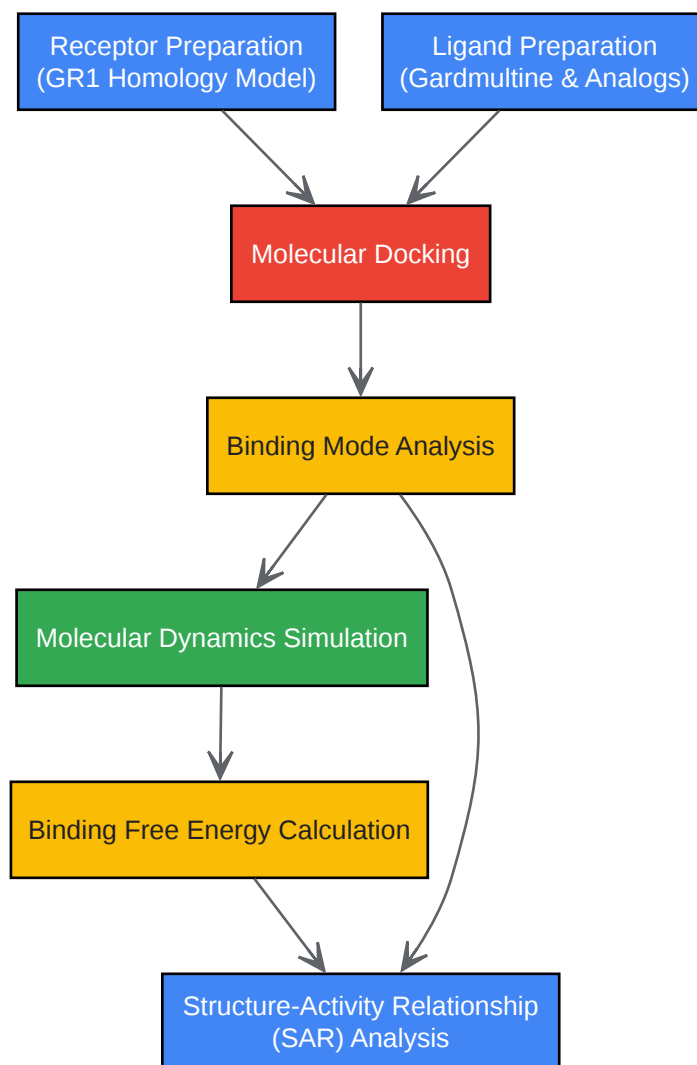 Receptor Preparation
(GR1 Homology Model)
Ligand Preparation
(Gardmultine & Analogs)
Molecular Docking
Binding Mode Analysis
Molecular Dynamics Simulation
Binding Free Energy Calculation
Structure-Activity Relationship
(SAR) Analysis